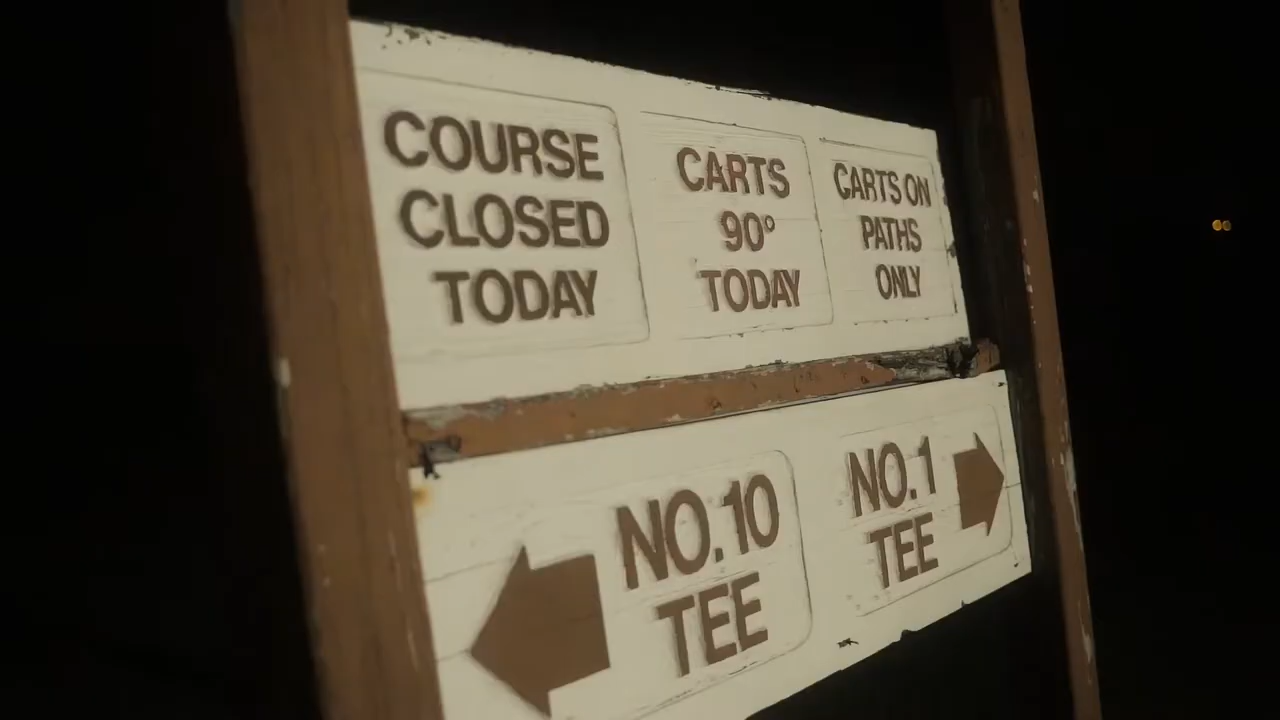 COURSE
CLOSED
TODAY
CARTS
90°
TODAY
CARTS ON
PATHS
ONLY
NO. 10
TEE
NO. 1
TEE